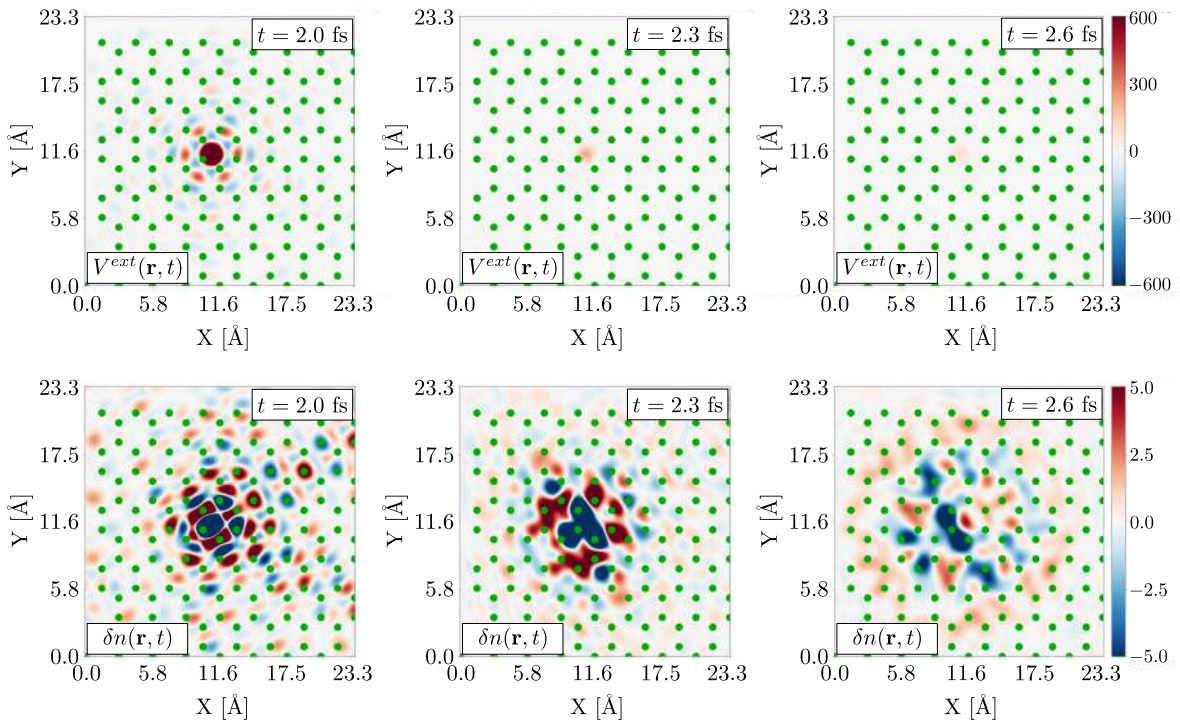 23.3 17.5 11.6 5.8 0.0
Y [Å]
t = 2.0 fs
V^{ext}(r, t)
0.0 5.8 11.6 17.5 23.3
X [Å]
23.3 17.5 11.6 5.8 0.0
Y [Å]
t = 2.3 fs
V^{ext}(r, t)
0.0 5.8 11.6 17.5 23.3
X [Å]
23.3 17.5 11.6 5.8 0.0
Y [Å]
t = 2.6 fs
V^{ext}(r, t)
0.0 5.8 11.6 17.5 23.3
X [Å]
600 300 0 −300 −600
23.3 17.5 11.6 5.8 0.0
Y [Å]
t = 2.0 fs
δn(r, t)
0.0 5.8 11.6 17.5 23.3
X [Å]
23.3 17.5 11.6 5.8 0.0
Y [Å]
t = 2.3 fs
δn(r, t)
0.0 5.8 11.6 17.5 23.3
X [Å]
23.3 17.5 11.6 5.8 0.0
Y [Å]
t = 2.6 fs
δn(r, t)
0.0 5.8 11.6 17.5 23.3
X [Å]
5.0 2.5 0.0 −2.5 −5.0